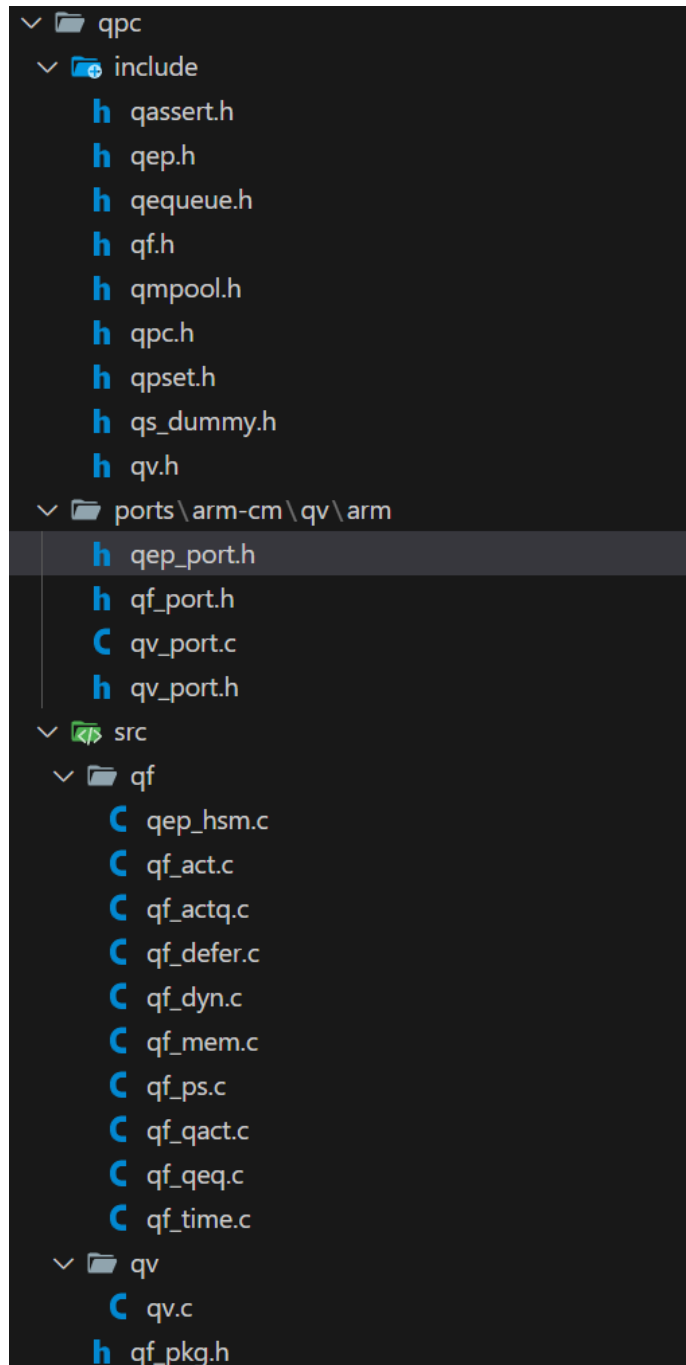 qpc
include
h qassert.h
h qep.h
h qequeue.h
h qf.h
h qmpool.h
h qpc.h
h qpset.h
h qs_dummy.h
h qv.h
ports\arm-cm\qv\arm
h qep_port.h
h qf_port.h
C qv_port.c
h qv_port.h
src
qf
C qep_hsm.c
C qf_act.c
C qf_actq.c
C qf_defer.c
C qf_dyn.c
C qf_mem.c
C qf_ps.c
C qf_qact.c
C qf_qeq.c
C qf_time.c
qv
C qv.c
h qf_pkg.h